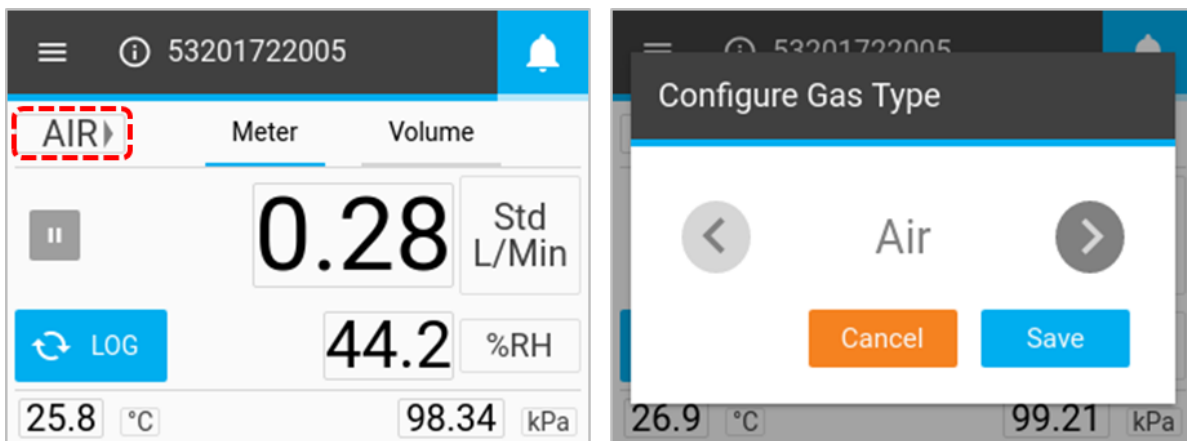 53201722005
AIR
Meter
Volume
0.28
Std
L/Min
LOG
44.2
%RH
25.8 °C
98.34 kPa
53201722005
Configure Gas Type
Air
Cancel
Save
26.9 °C
99.21 kPa